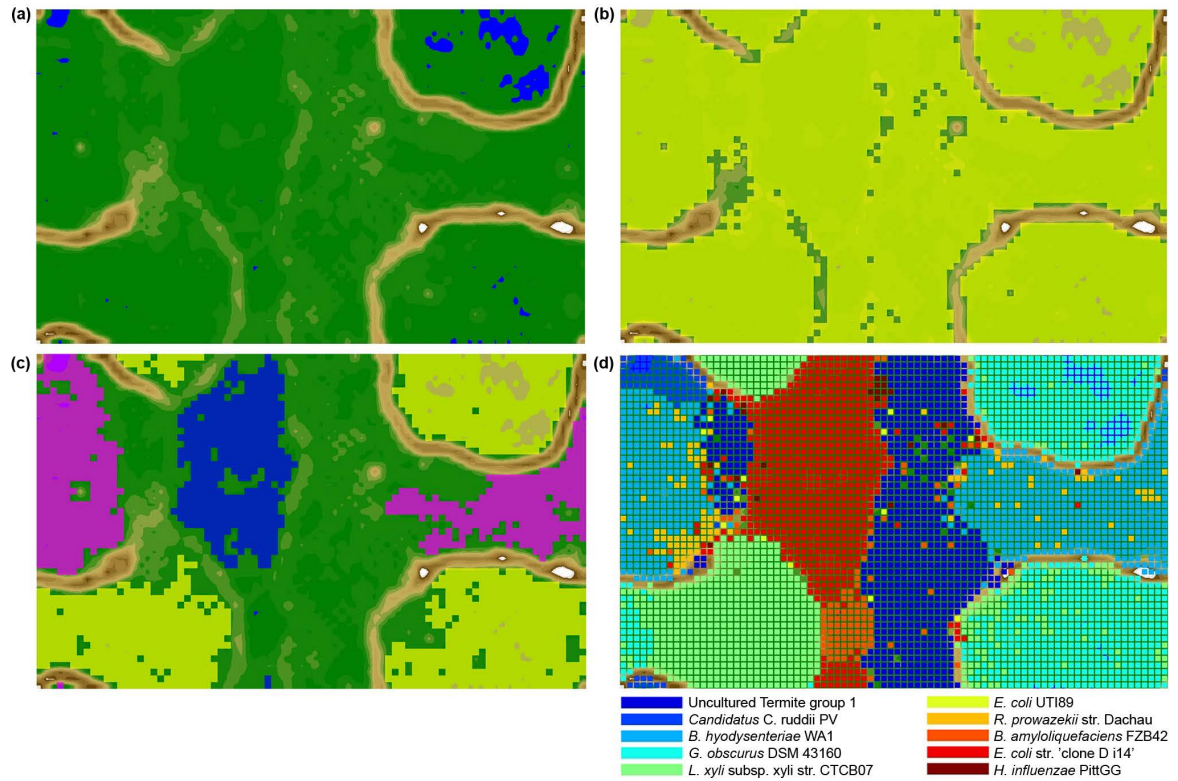 (a)
(b)
(c)
(d)
Uncultured Termite group 1
Candidatus C. ruddii PV
B. hyodysenteriae WA1
G. obscurus DSM 43160
L. xyli subsp. xyli str. CTCB07
E. coli UTI89
R. prowazekii str. Dachau
B. amyloliquefaciens FZB42
E. coli str. 'clone D i14'
H. influenzae PittGG